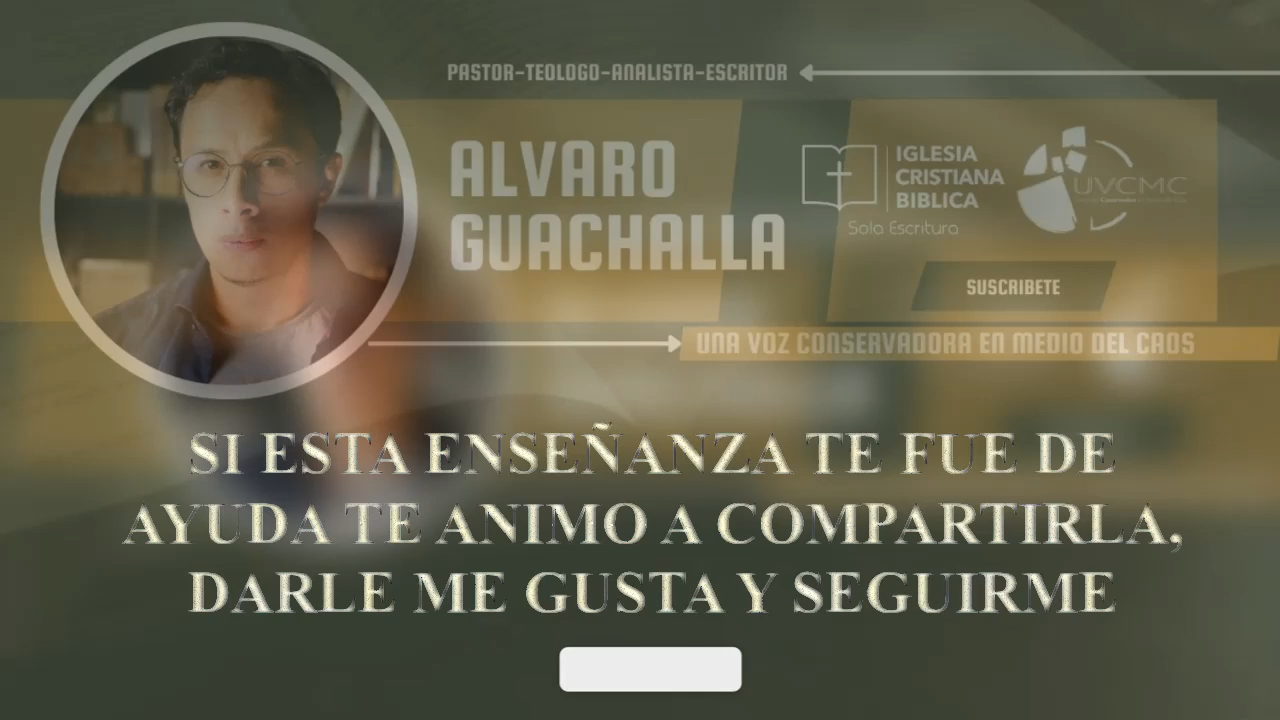 PASTOR-TEOLOGO-ANALISTA-ESCRITOR
ALVARO
GUACHALLA
IGLESIA
CRISTIANA
BIBLICA
Sola Escritura
UVCMC
SUSCRIBETE
UNA VOZ CONSERVADORA EN MEDIO DEL CAOS
SI ESTA ENSEÑANZA TE FUE DE
AYUDA TE ANIMO A COMPARTIRLA,
DARLE ME GUSTA Y SEGUIRME